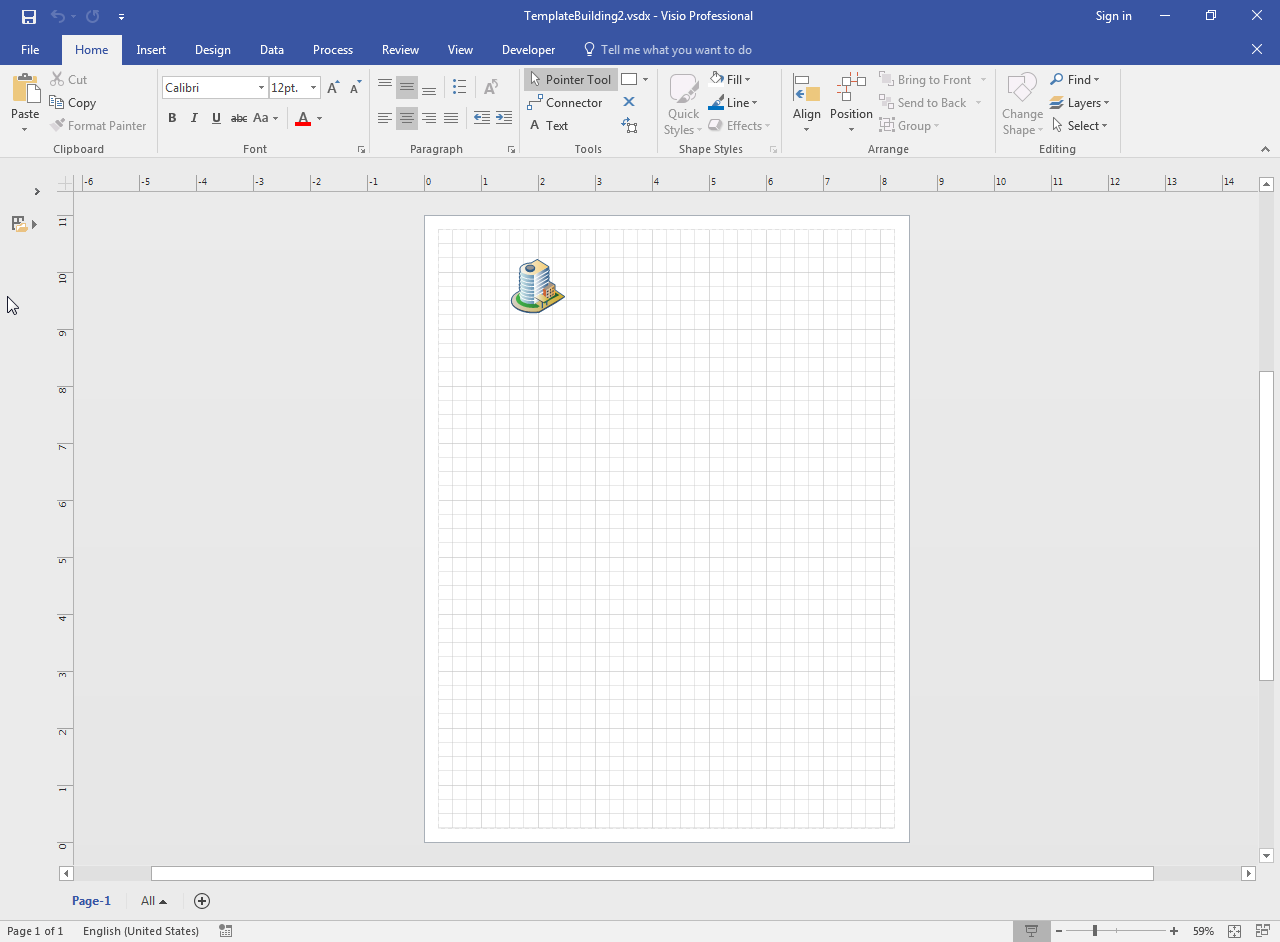 TemplateBuilding2.vsdx - Visio Professional
Sign in
File Home Insert Design Data Process Review View Developer Tell me what you want to do
Paste
Cut
Copy
Format Painter
Clipboard
Calibri 12pt. A A
B I U abc Aa A
Font
A
Paragraph
Pointer Tool
Connector
A Text
Tools
Quick Styles
Fill
Line
Effects
Shape Styles
Align
Position
Bring to Front
Send to Back
Group
Arrange
Change Shape
Find
Layers
Select
Editing
-6 -5 -4 -3 -2 -1 0 1 2 3 4 5 6 7 8 9 10 11 12 13 14
11
10
9
8
7
6
5
4
3
2
1
0
Page-1 All
Page 1 of 1 English (United States) 59%